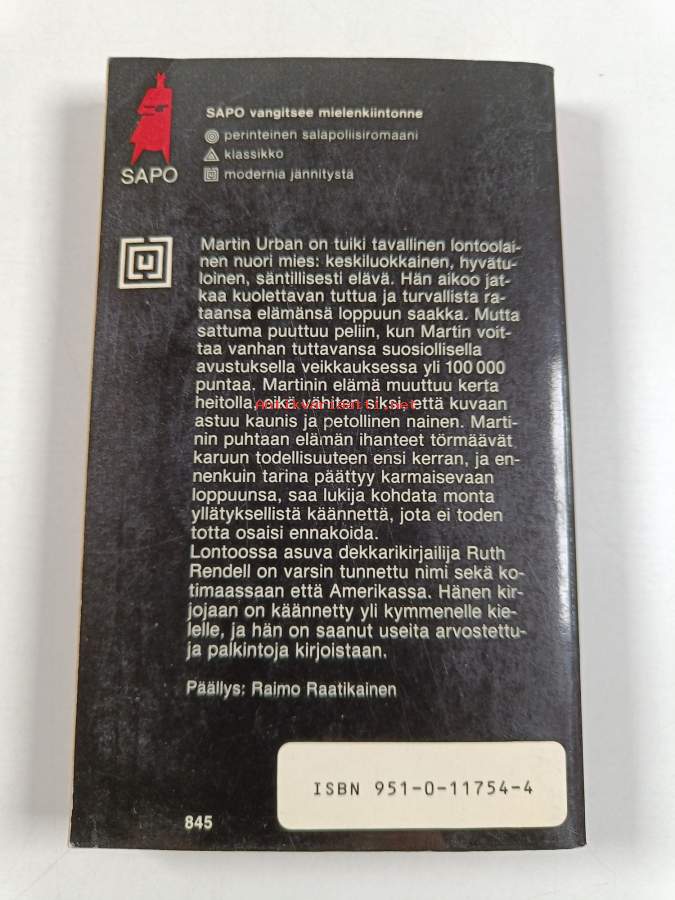 SAPO vangitsee mielenkiintonne
perinteinen salapoliisiromaani
klassikko
modernia jännitystä
SAPO
Martin Urban on tuiki tavallinen lontoolai-
nen nuori mies: keskiluokkainen, hyvätu-
loinen, säntillisesti elävä. Hän aikoo jat-
kaa kuolettavan tuttua ja turvallista ra-
taansa elämänsä loppuun saakka. Mutta
sattuma puuttuu peliin, kun Martin voit-
taa vanhan tuttavansa suosiollisella
avustuksella veikkauksessa yli 100 000
puntaa. Martinin elämä muuttuu kerta
heitolla, eikä vähiten siksi että kuvaan
Antikvariaatti.net
astuu kaunis ja petollinen nainen. Marti-
nin puhtaan elämän ihanteet törmäävät
karuun todellisuuteen ensi kerran, ja en-
nenkuin tarina päättyy karmaisevaan
loppuunsa, saa lukija kohdata monta
yllätyksellistä käännettä, jota ei toden
totta osaisi ennakoida.
Lontoossa asuva dekkarikirjailija Ruth
Rendell on varsin tunnettu nimi sekä ko-
timaassaan että Amerikassa. Hänen kir-
jojaan on käännetty yli kymmenelle kie-
lelle, ja hän on saanut useita arvostettu-
ja palkintoja kirjoistaan.
Päällys: Raimo Raatikainen
ISBN 951-0-11754-4
845